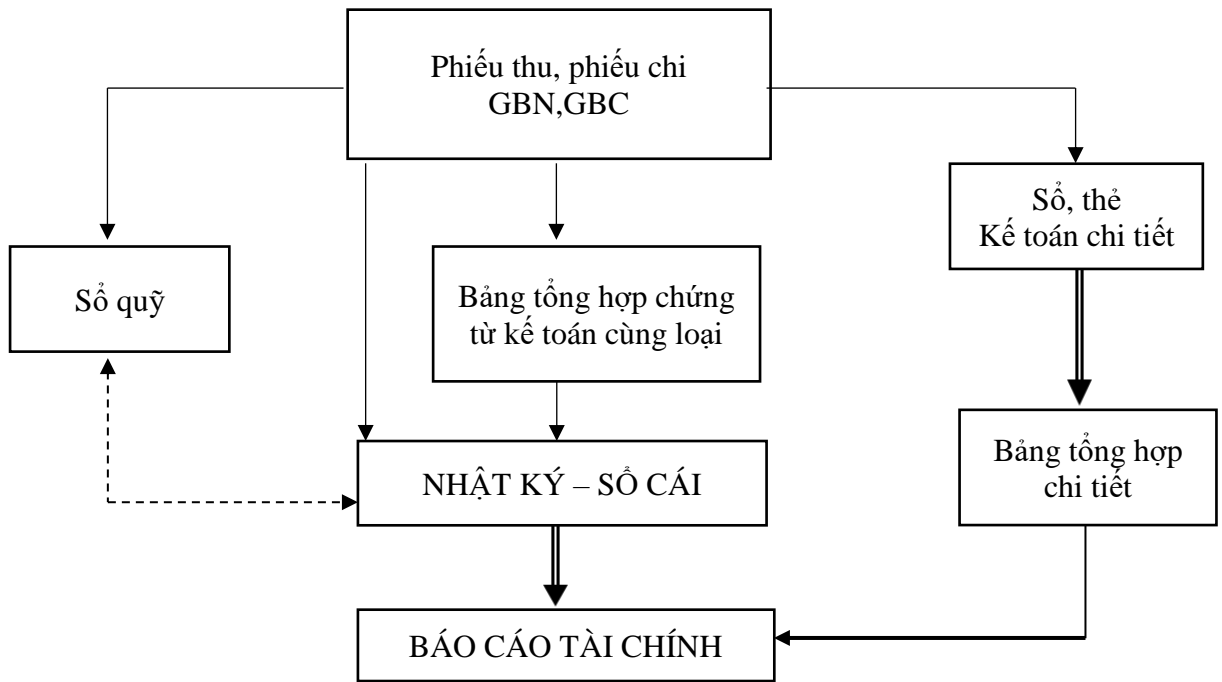 Phiếu thu, phiếu chi
GBN,GBC
Sổ, thẻ
Kế toán chi tiết
Sổ quỹ
Bảng tổng hợp chứng
từ kế toán cùng loại
Bảng tổng hợp
chi tiết
NHẬT KÝ – SỔ CÁI
BÁO CÁO TÀI CHÍNH